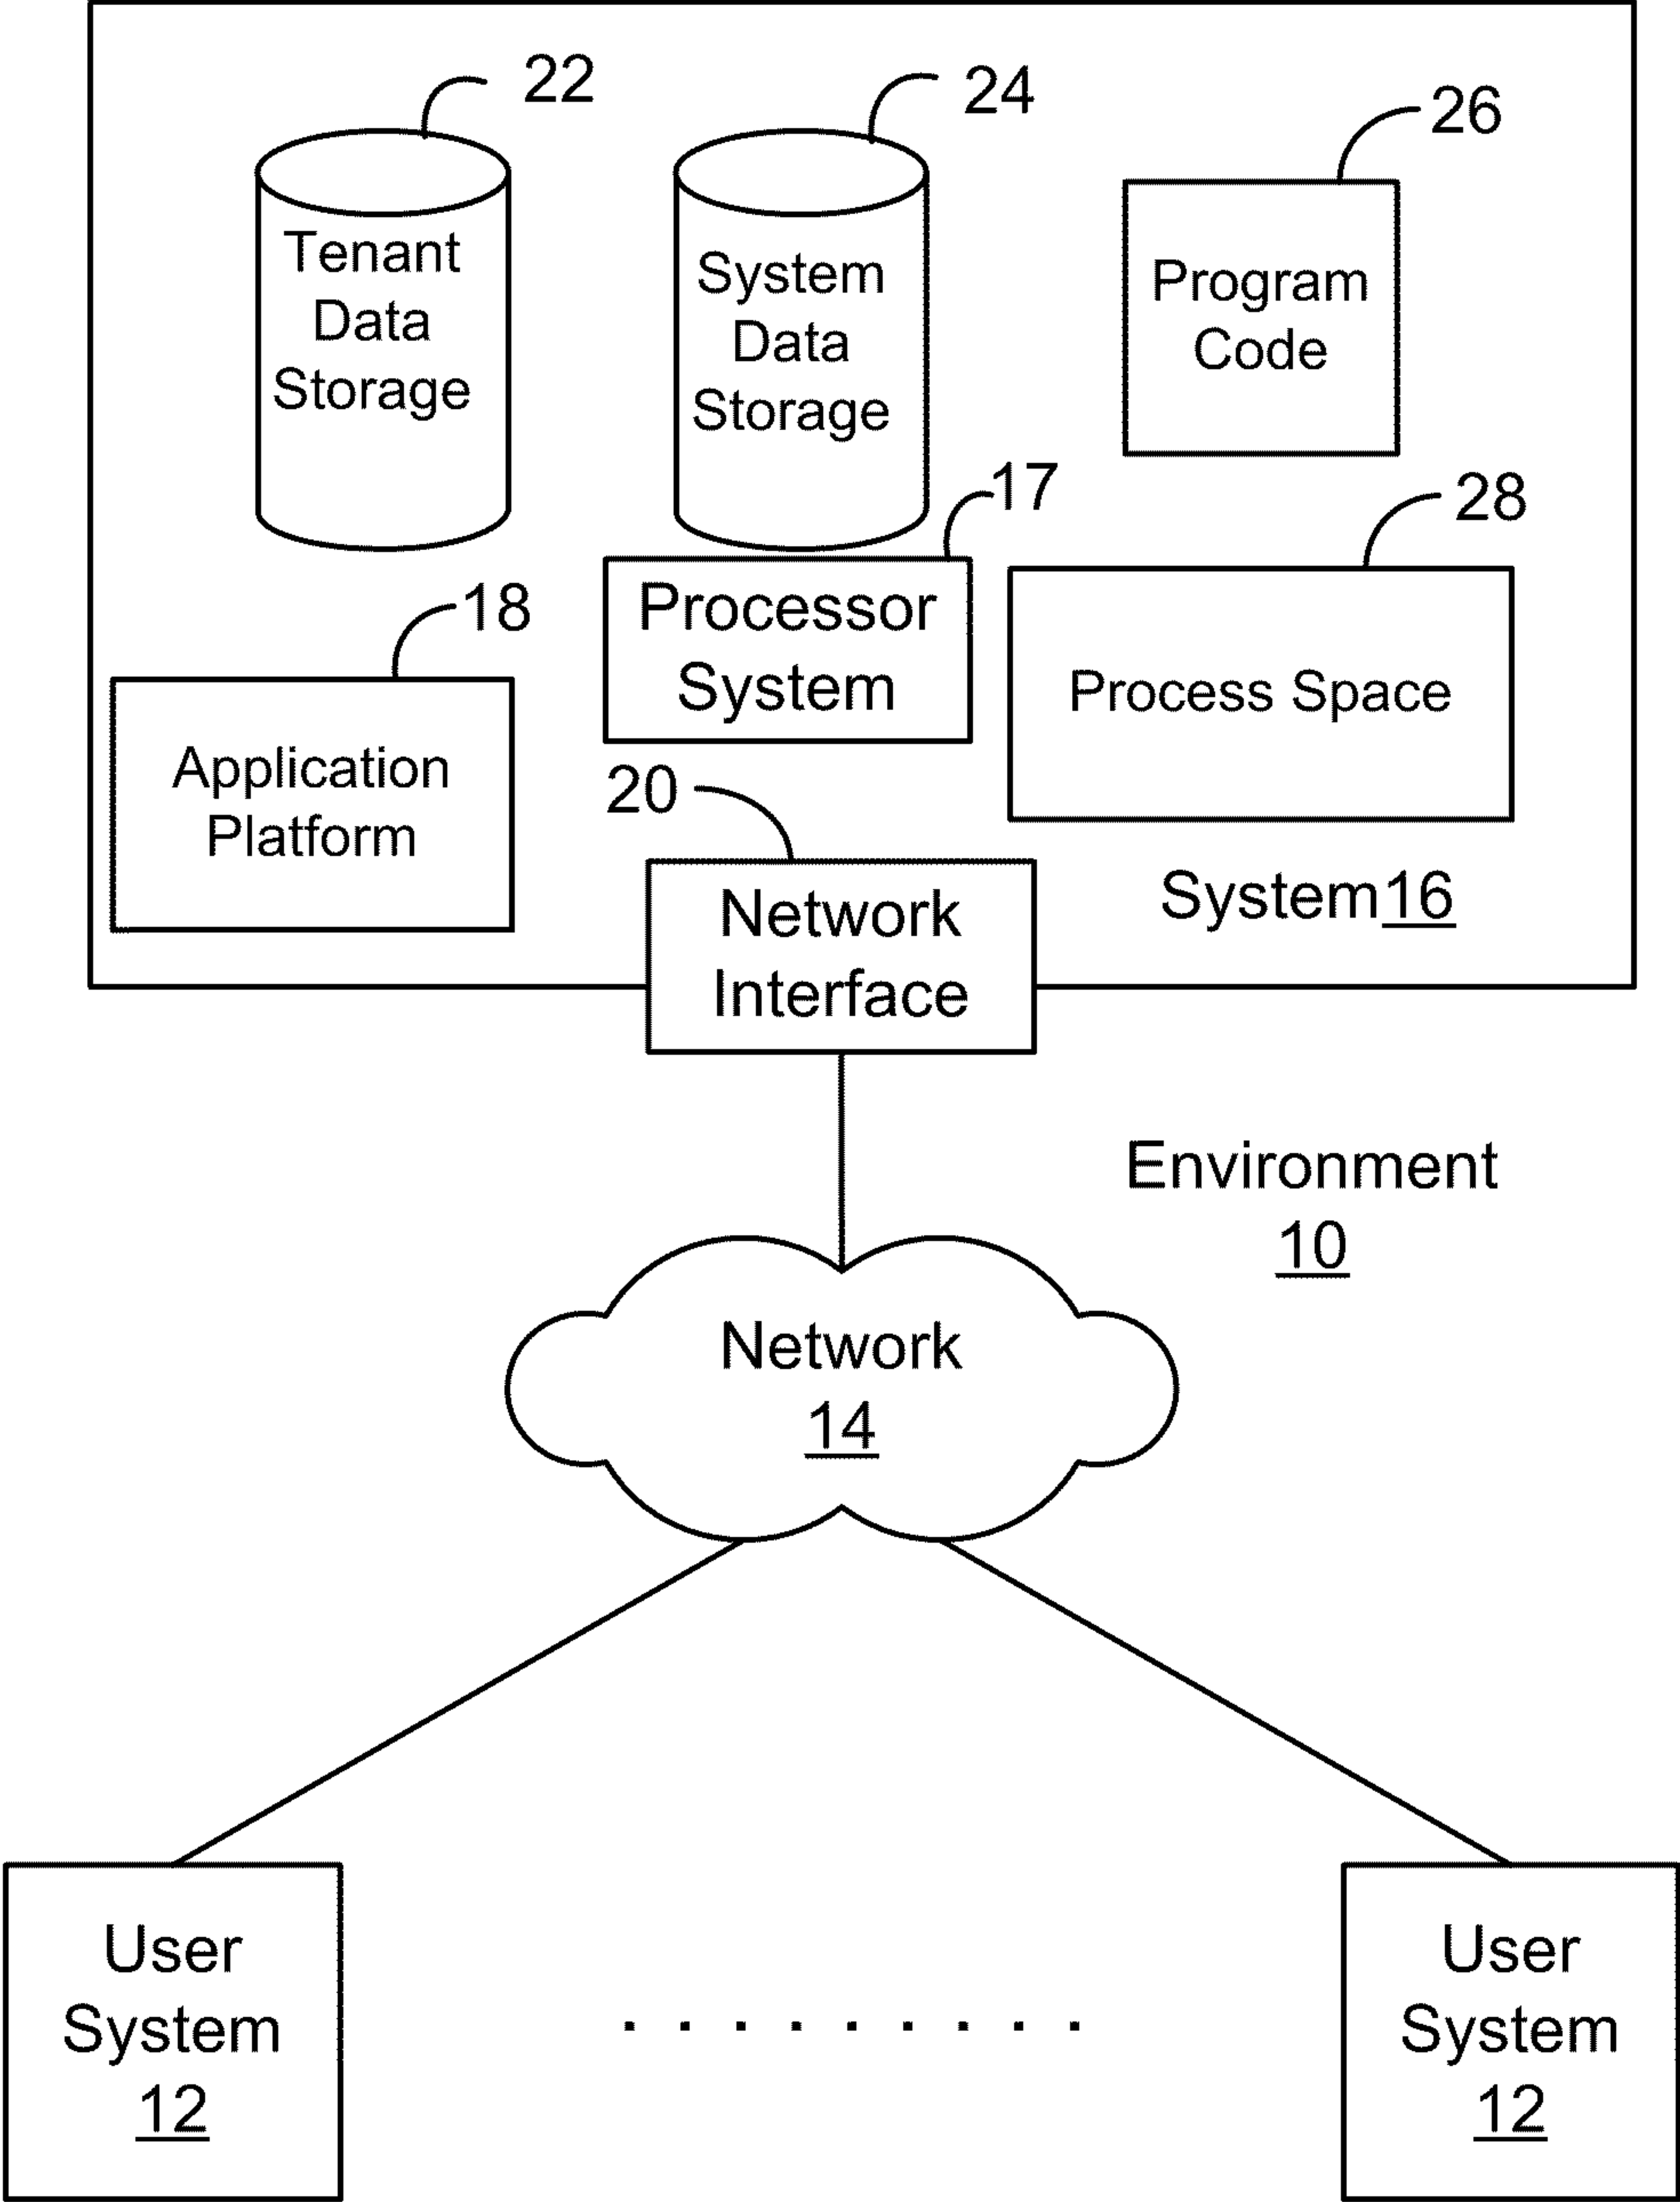 22
24
26
Tenant
Data
Storage
System
Data
Storage
Program
Code
17
28
18
Processor
System
Process Space
Application
Platform
20
Network
Interface
System16
Environment
10
Network
14
User
System
12
.........
User
System
12